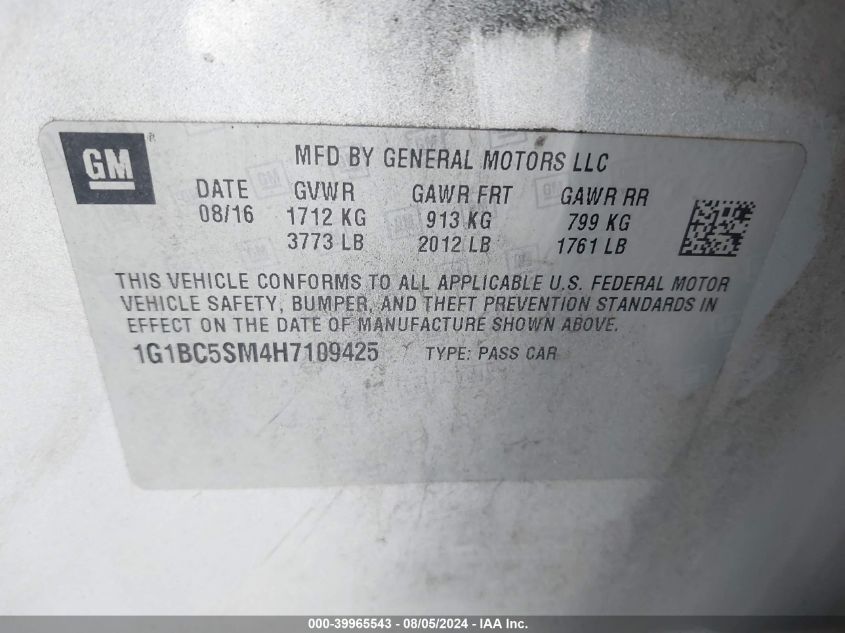 GM®
MFD BY GENERAL MOTORS LLC
DATE GVWR GAWR FRT GAWR RR
08/16 1712 KG 913 KG 799 KG
3773 LB 2012 LB 1761 LB
THIS VEHICLE CONFORMS TO ALL APPLICABLE U.S. FEDERAL MOTOR
VEHICLE SAFETY, BUMPER, AND THEFT PREVENTION STANDARDS IN
EFFECT ON THE DATE OF MANUFACTURE SHOWN ABOVE.
1G1BC5SM4H7109425 TYPE: PASS CAR
000-39965543 - 08/05/2024 - IAA Inc.